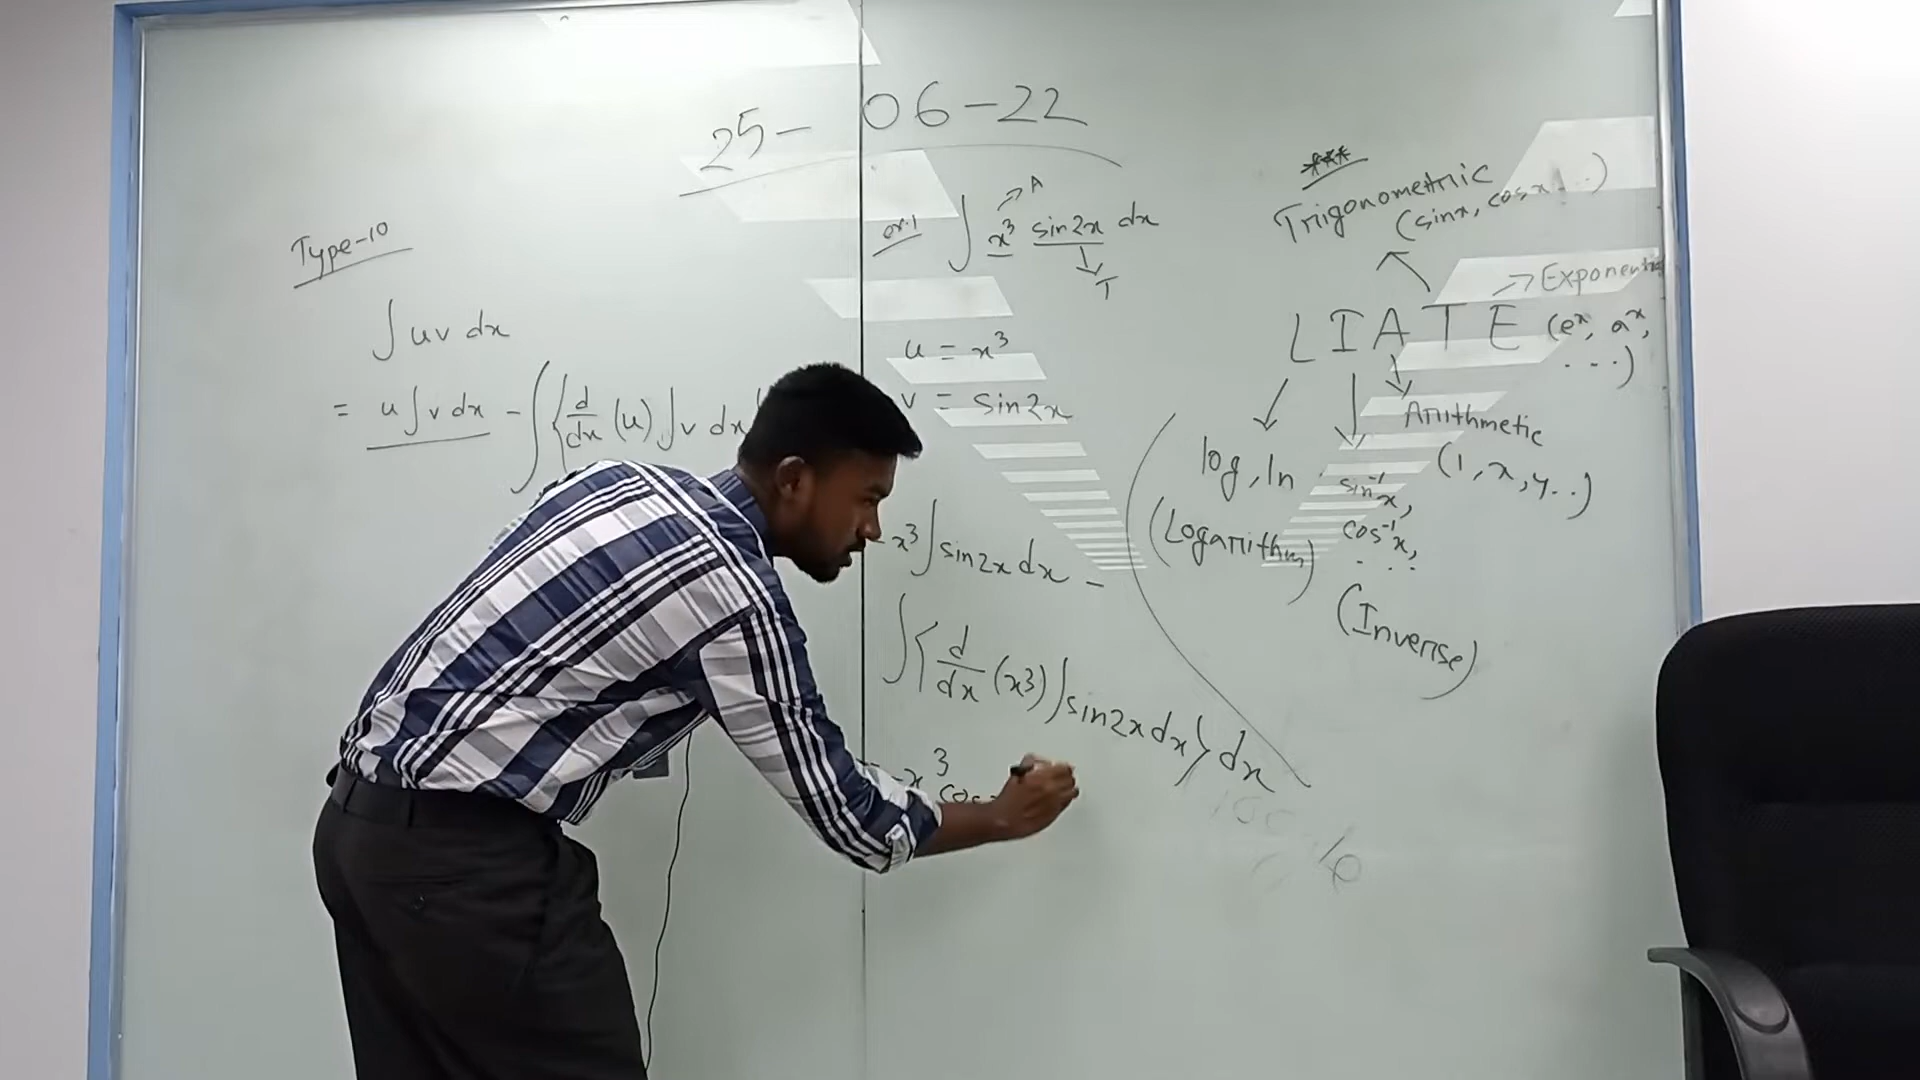 25-06-22
Type-10
∫ uv dx
= u∫v dx - ∫{d/dx (u) ∫v dx
ex.1 ∫ x³ sin2x dx
A
T
u = x³
v = sin2x
x³ ∫ sin2x dx -
∫{d/dx (x³) ∫sin2x dx} dx
-x³ cos
***
Trigonometric
(sinx, cosx ...)
LIATE
Exponenti
(eˣ, aˣ,
...)
Arithmetic
(1, x, y..)
log, ln
(Logarithm)
sin⁻¹x,
cos⁻¹x,
...
(Inverse)